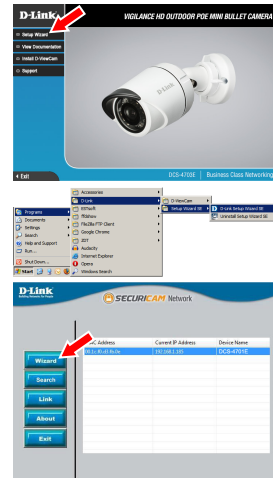 D-Link
VIGILANCE HD OUTDOOR POE MINI BULLET CAMERA
Setup Wizard
View Documentation
Install D-ViewCam
Support
D-Link
Exit
DCS-4701E | Business Class Networking
Accessories
D-Link
D-ViewCam
Programs
Setup Wizard SE
D-Link Setup Wizard SE
Documents
Uninstall Setup Wizard SE
Settings
FileZilla FTP Client
Search
Google Chrome
Help and Support
Run...
Audacity
Internet Explorer
Shut Down...
Opera
Start
Windows Search
D-Link
Building Networks for People
SECURICAM Network
Address
Current IP Address
Device Name
192.168.1.185
DCS-4701E
Wizard
Search
Link
About
Exit